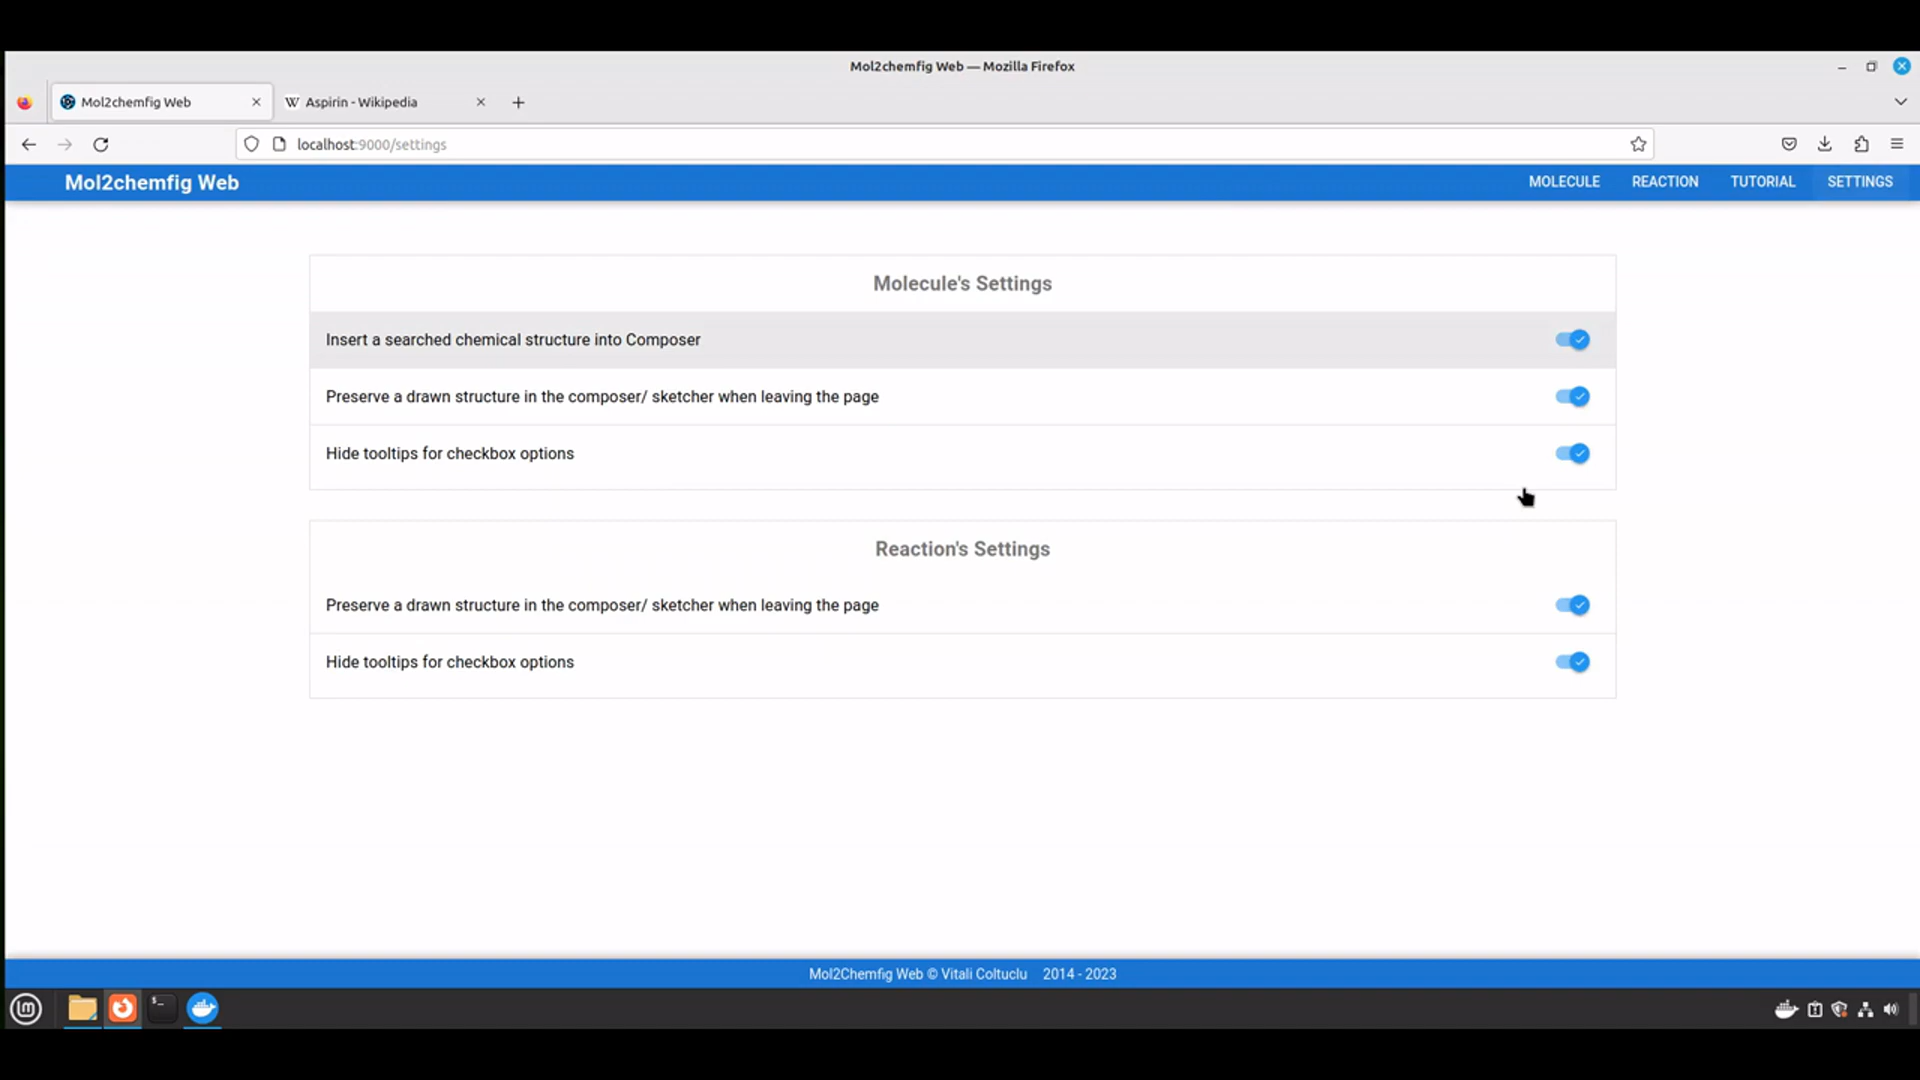 Mol2chemfig Web — Mozilla Firefox
Mol2chemfig Web
Aspirin - Wikipedia
localhost:9000/settings
Mol2chemfig Web
MOLECULE
REACTION
TUTORIAL
SETTINGS
Molecule's Settings
Insert a searched chemical structure into Composer
Preserve a drawn structure in the composer/ sketcher when leaving the page
Hide tooltips for checkbox options
Reaction's Settings
Preserve a drawn structure in the composer/ sketcher when leaving the page
Hide tooltips for checkbox options
Mol2Chemfig Web © Vitali Coltuclu 2014 - 2023